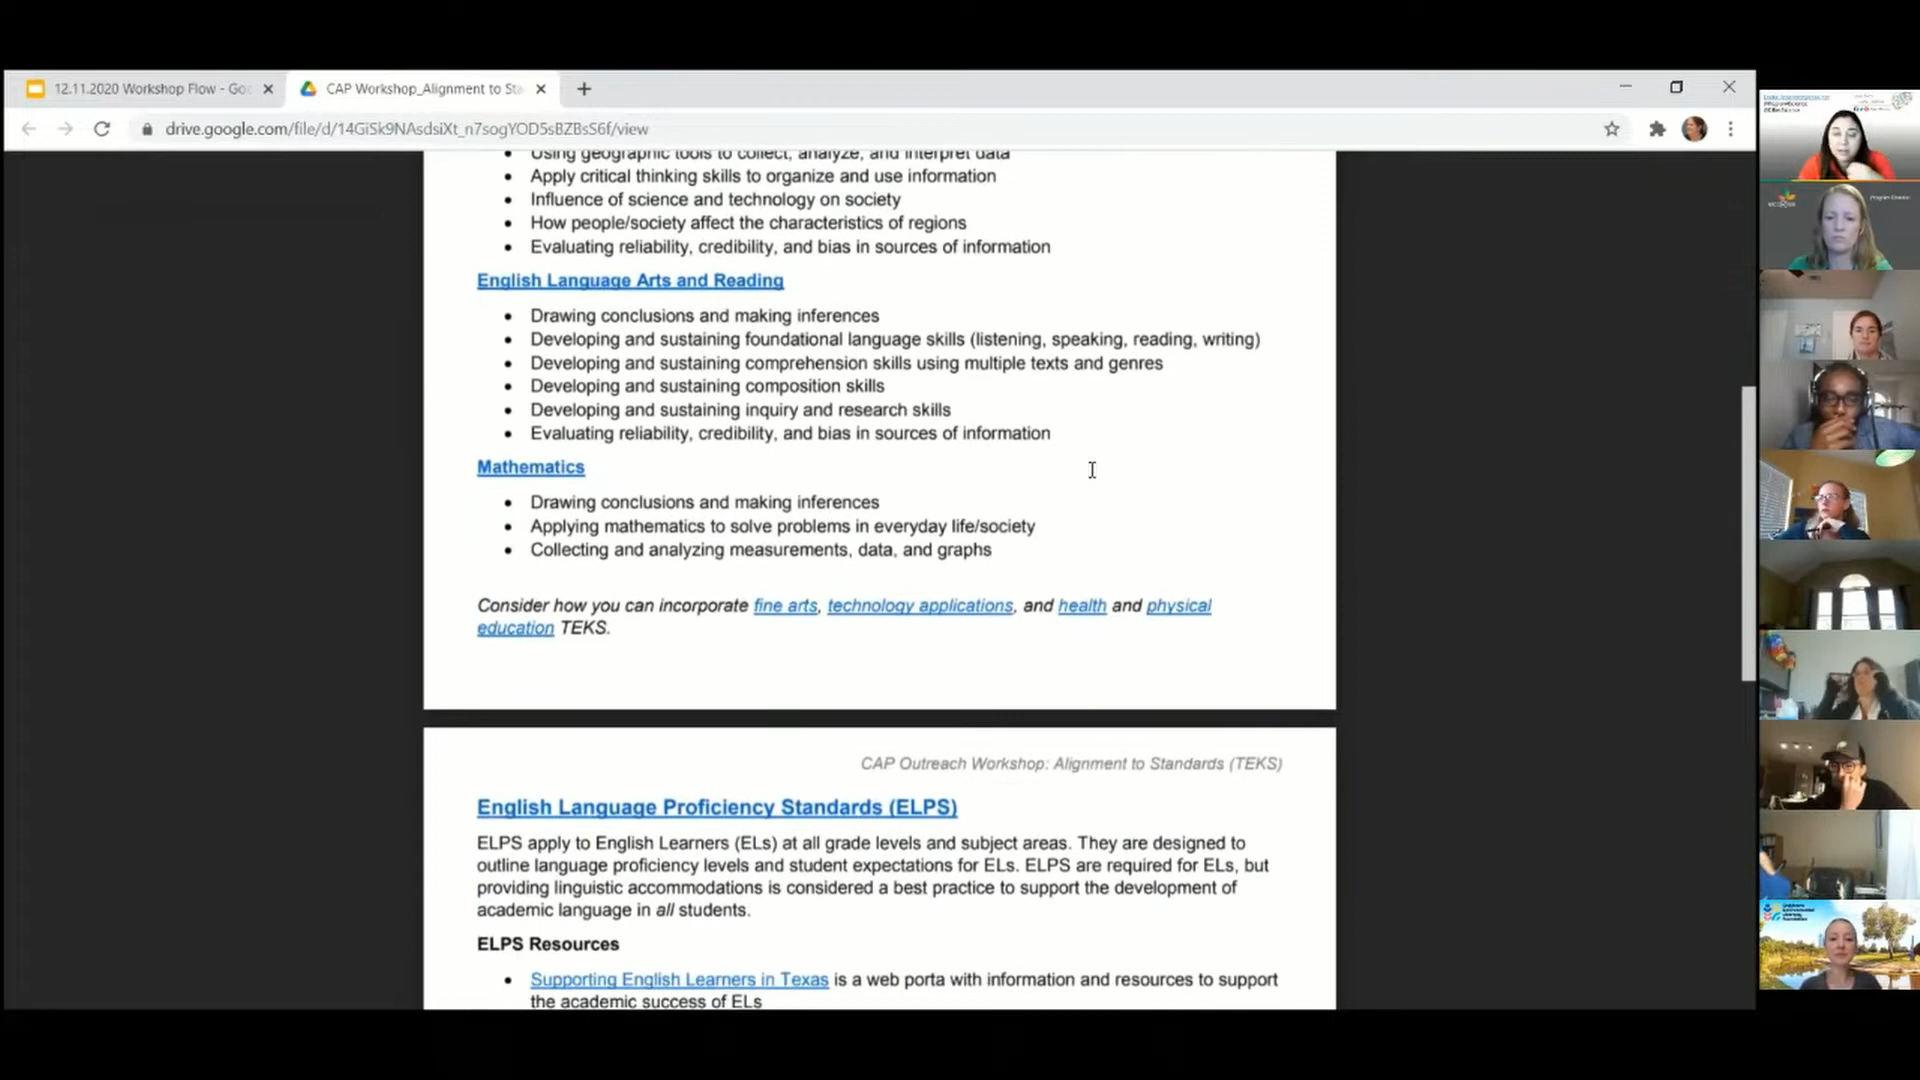 12.11.2020 Workshop Flow - Goo
CAP Workshop_Alignment to Sta
drive.google.com/file/d/14GiSk9NAsdsiXt_n7sogYOD5sBZBsS6f/view
• Using geographic tools to collect, analyze, and interpret data
• Apply critical thinking skills to organize and use information
• Influence of science and technology on society
• How people/society affect the characteristics of regions
• Evaluating reliability, credibility, and bias in sources of information
English Language Arts and Reading
• Drawing conclusions and making inferences
• Developing and sustaining foundational language skills (listening, speaking, reading, writing)
• Developing and sustaining comprehension skills using multiple texts and genres
• Developing and sustaining composition skills
• Developing and sustaining inquiry and research skills
• Evaluating reliability, credibility, and bias in sources of information
Mathematics
• Drawing conclusions and making inferences
• Applying mathematics to solve problems in everyday life/society
• Collecting and analyzing measurements, data, and graphs
Consider how you can incorporate fine arts, technology applications, and health and physical
education TEKS.
CAP Outreach Workshop: Alignment to Standards (TEKS)
English Language Proficiency Standards (ELPS)
ELPS apply to English Learners (ELs) at all grade levels and subject areas. They are designed to
outline language proficiency levels and student expectations for ELs. ELPS are required for ELs, but
providing linguistic accommodations is considered a best practice to support the development of
academic language in all students.
ELPS Resources
• Supporting English Learners in Texas is a web porta with information and resources to support
the academic success of ELs